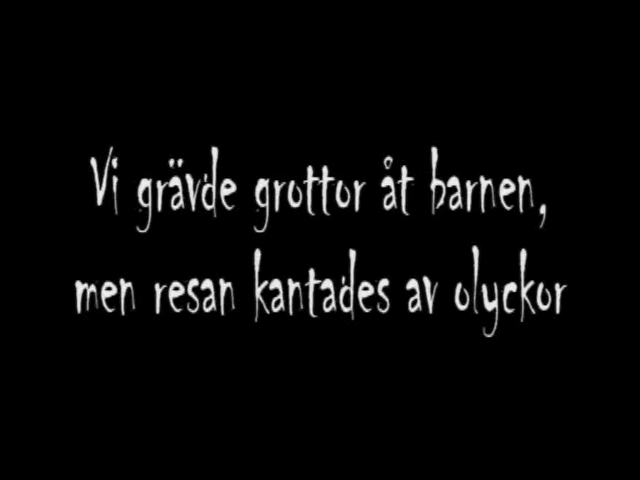 Vi grävde grottor åt barnen,
men resan kantades av olyckor